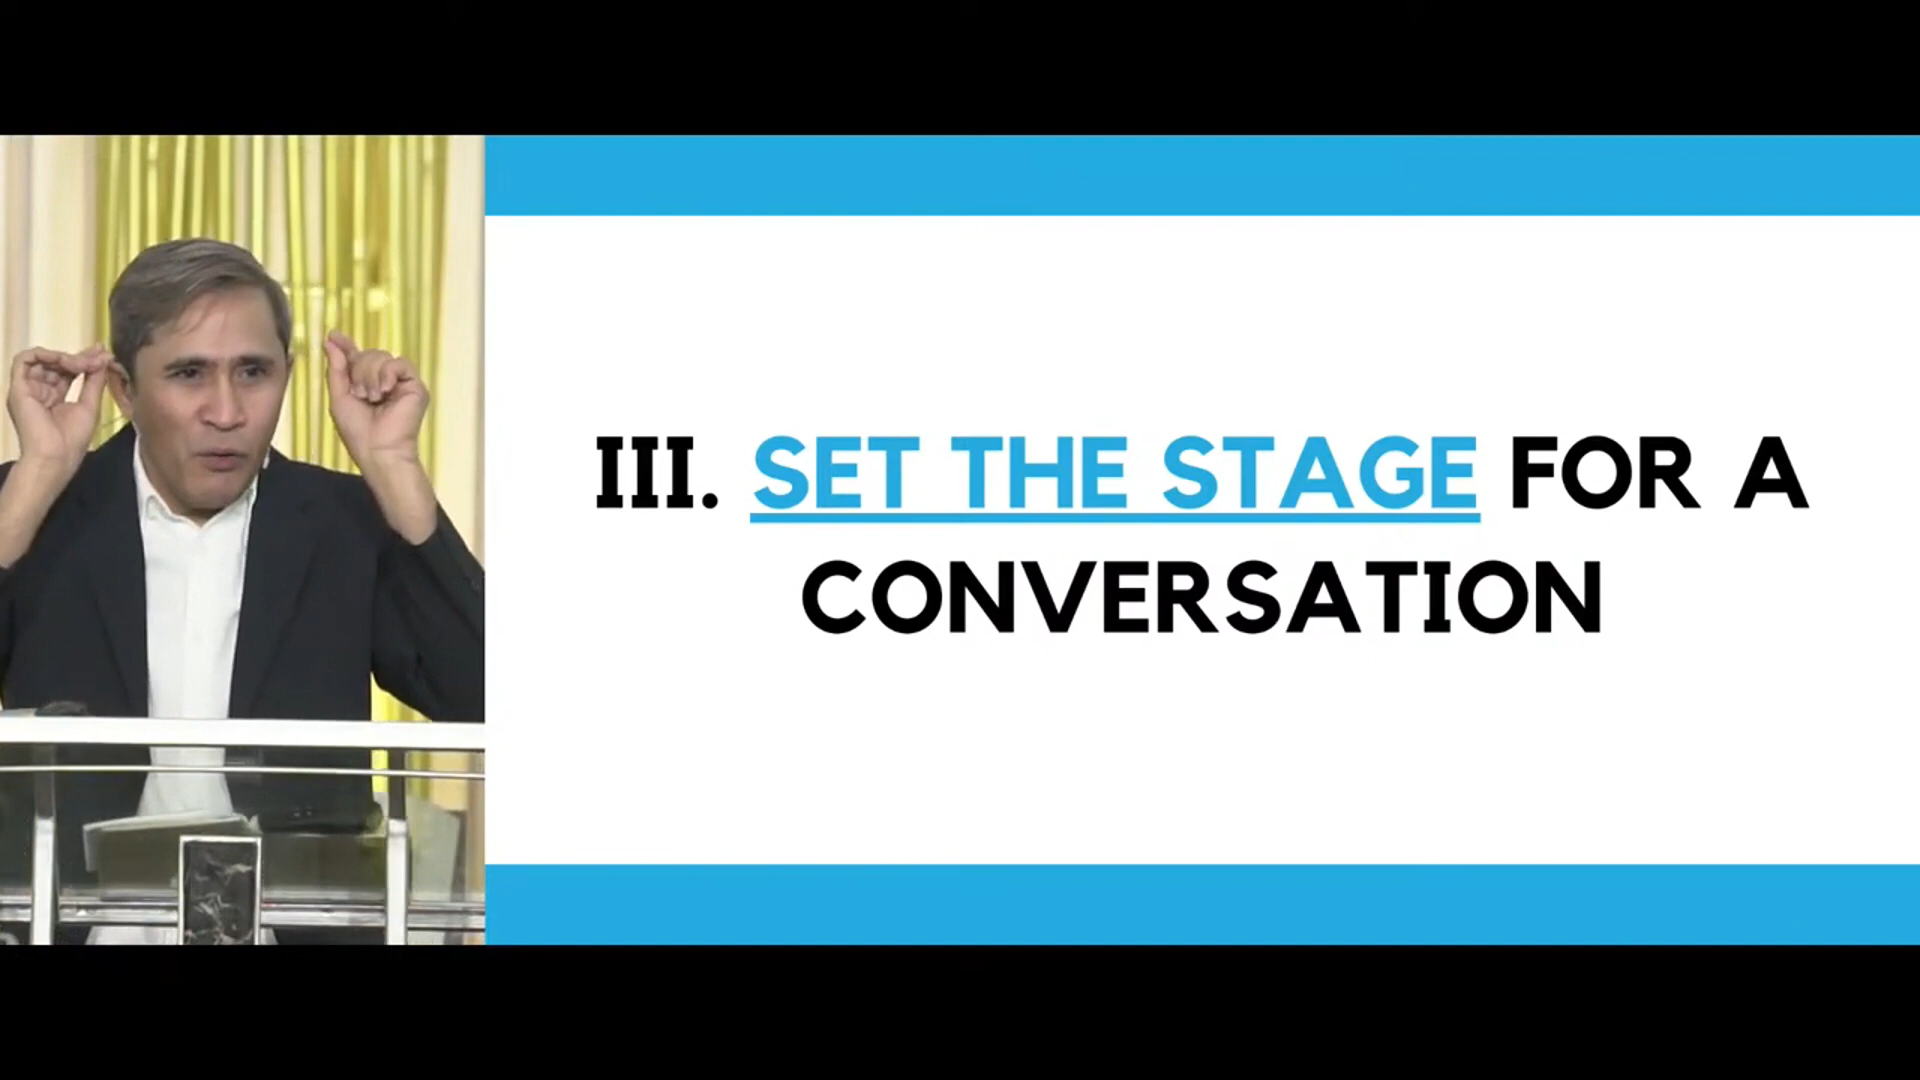 III. SET THE STAGE FOR A
CONVERSATION